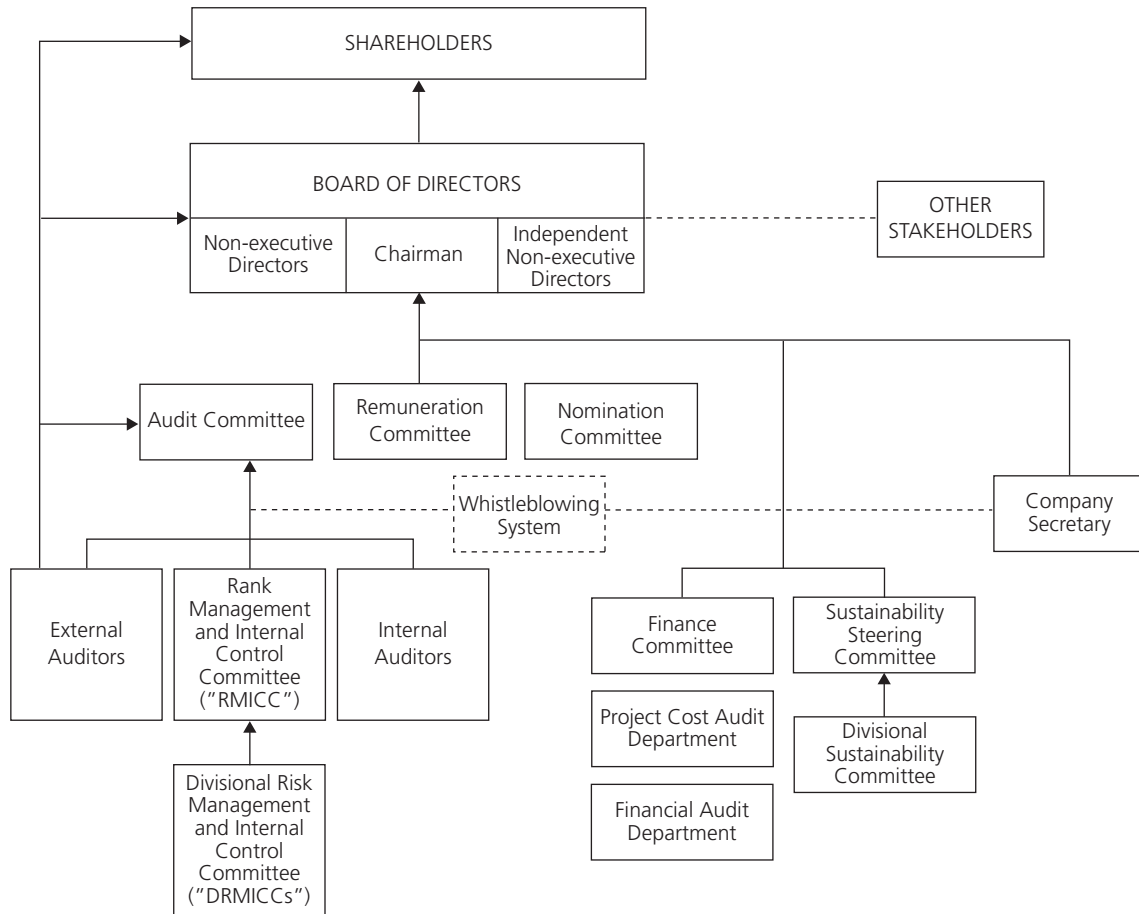 SHAREHOLDERS
BOARD OF DIRECTORS
Non-executive
Directors
Chairman
Independent
Non-executive
Directors
OTHER
STAKEHOLDERS
Audit Committee
Remuneration
Committee
Nomination
Committee
Whistleblowing
System
Company
Secretary
External
Auditors
Rank
Management
and Internal
Control
Committee
("RMICC")
Internal
Auditors
Finance
Committee
Sustainability
Steering
Committee
Project Cost Audit
Department
Divisional
Sustainability
Committee
Financial Audit
Department
Divisional Risk
Management
and Internal
Control
Committee
("DRMICCs")